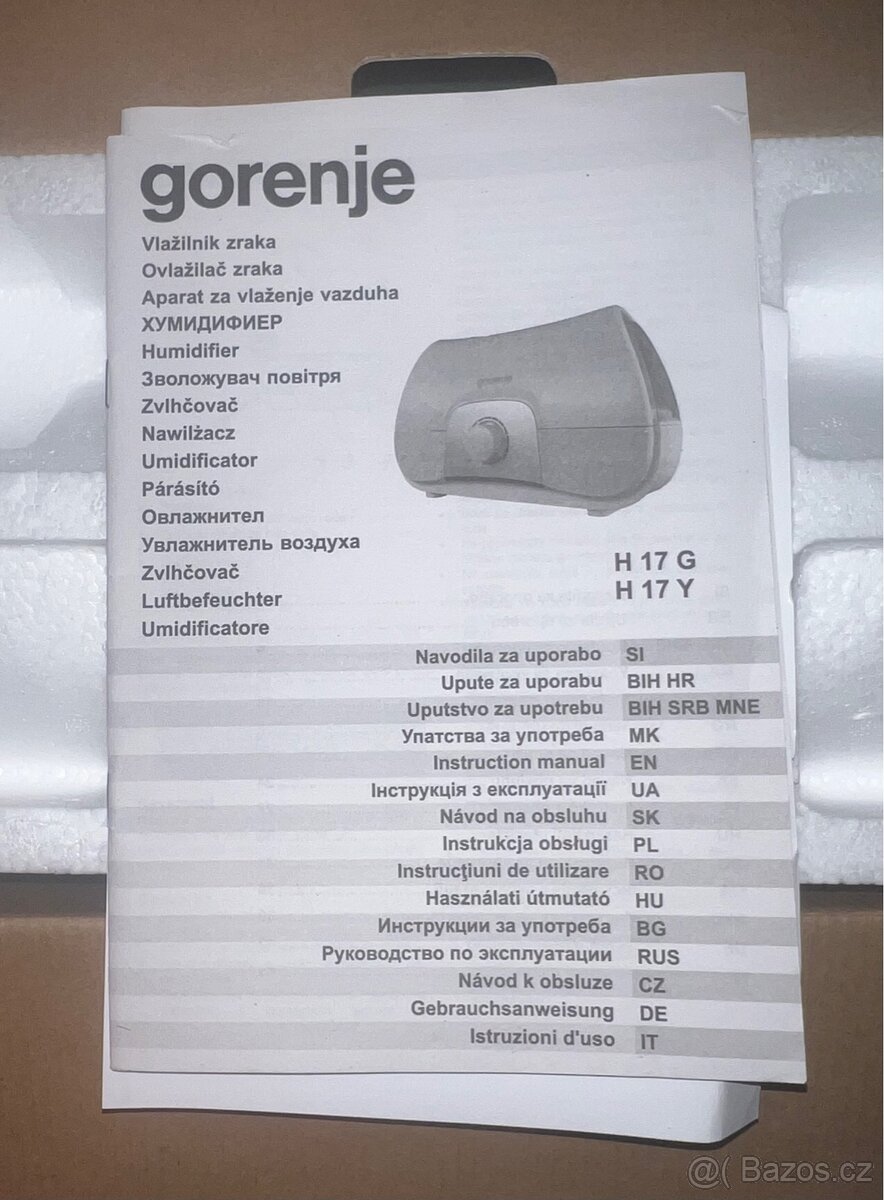 gorenje
Vlažilnik zraka
Ovlažilač zraka
Aparat za vlaženje vazduha
ХУМИДИФИЕР
Humidifier
Зволожувач повітря
Zvlhčovač
Nawilżacz
Umidificator
Párásító
Овлажнител
Увлажнитель воздуха
Zvlhčovač
Luftbefeuchter
Umidificatore
H 17 G
H 17 Y
Navodila za uporabo SI
Upute za uporabu BIH HR
Uputstvo za upotrebu BIH SRB MNE
Упатства за употреба MK
Instruction manual EN
Інструкція з експлуатації UA
Návod na obsluhu SK
Instrukcja obsługi PL
Instrucţiuni de utilizare RO
Használati útmutató HU
Инструкции за употреба BG
Руководство по эксплуатации RUS
Návod k obsluze CZ
Gebrauchsanweisung DE
Istruzioni d'uso IT
@( Bazos.cz